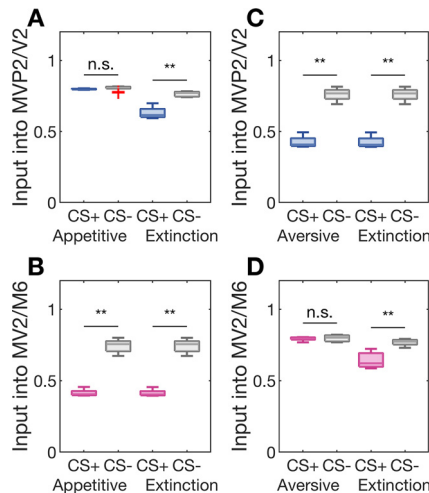 A
Input into MVP2/V2
1
0.5
0
n.s.
**
CS+ CS- CS+ CS-
Appetitive Extinction
C
Input into MVP2/V2
1
0.5
0
**
**
CS+ CS- CS+ CS-
Aversive Extinction
B
Input into MV2/M6
1
0.5
0
**
**
CS+ CS- CS+ CS-
Appetitive Extinction
D
Input into MV2/M6
1
0.5
0
n.s.
**
CS+ CS- CS+ CS-
Aversive Extinction